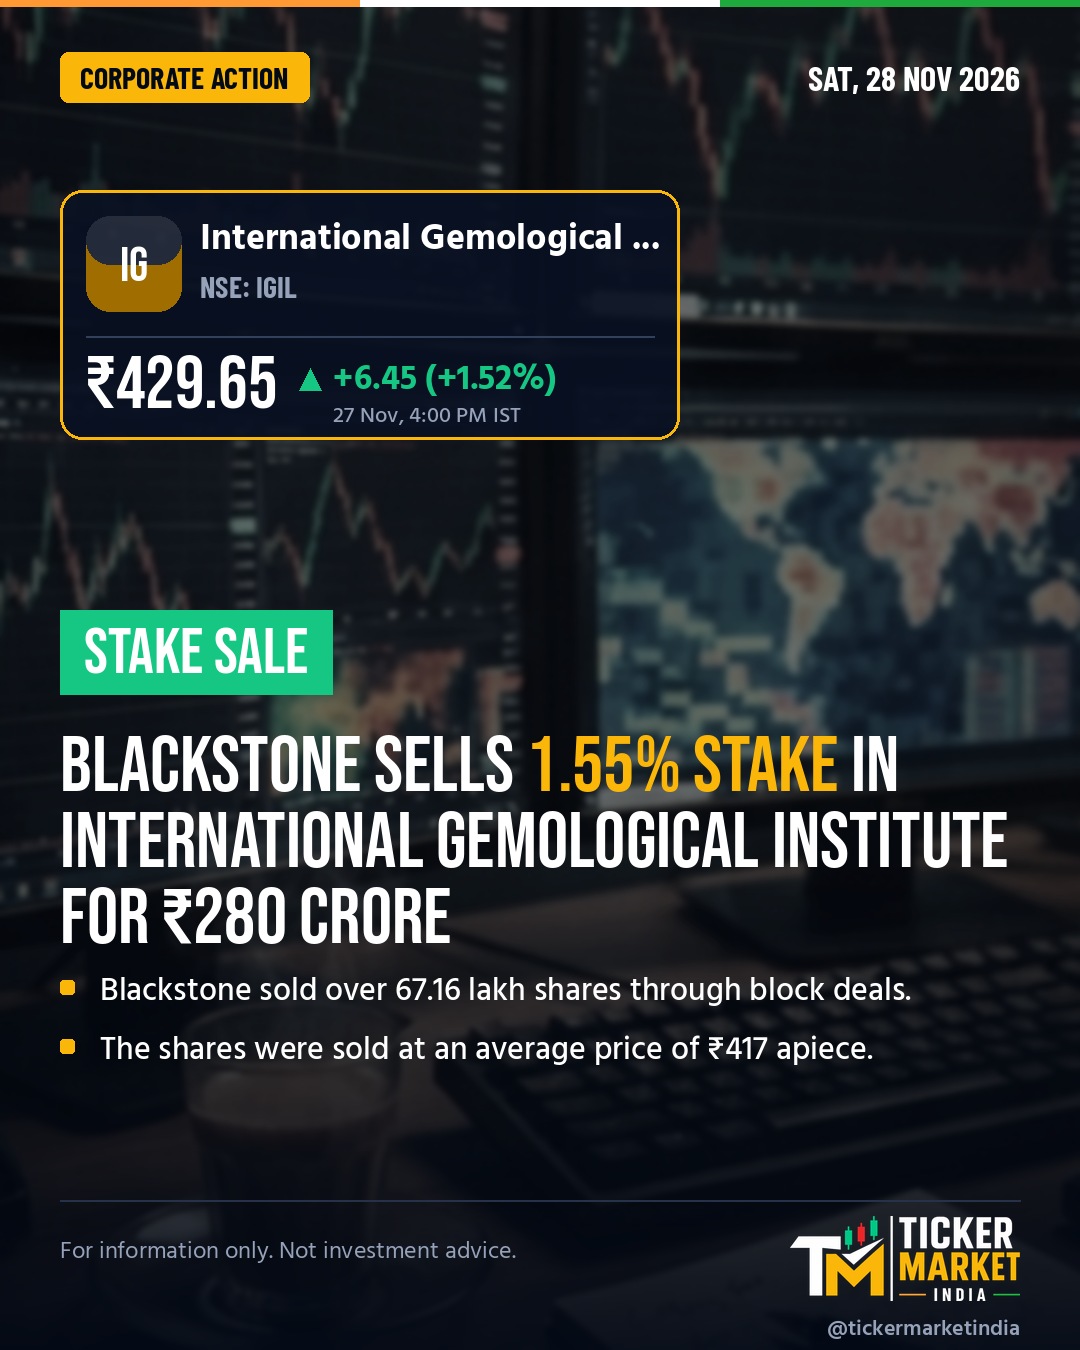 CORPORATE ACTION
SAT, 28 NOV 2026
IG
International Gemological ...
NSE: IGIL
₹429.65
▲ +6.45 (+1.52%)
27 Nov, 4:00 PM IST
STAKE SALE
BLACKSTONE SELLS 1.55% STAKE IN
INTERNATIONAL GEMOLOGICAL INSTITUTE
FOR ₹280 CRORE
Blackstone sold over 67.16 lakh shares through block deals.
The shares were sold at an average price of ₹417 apiece.
For information only. Not investment advice.
TM
TICKER
MARKET
INDIA
@tickermarketindia